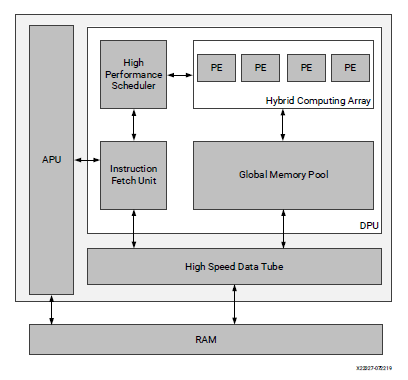 High
Performance
Scheduler
PE PE PE PE
Hybrid Computing Array
APU
Instruction
Fetch Unit
Global Memory Pool
DPU
High Speed Data Tube
RAM
X22327-072219